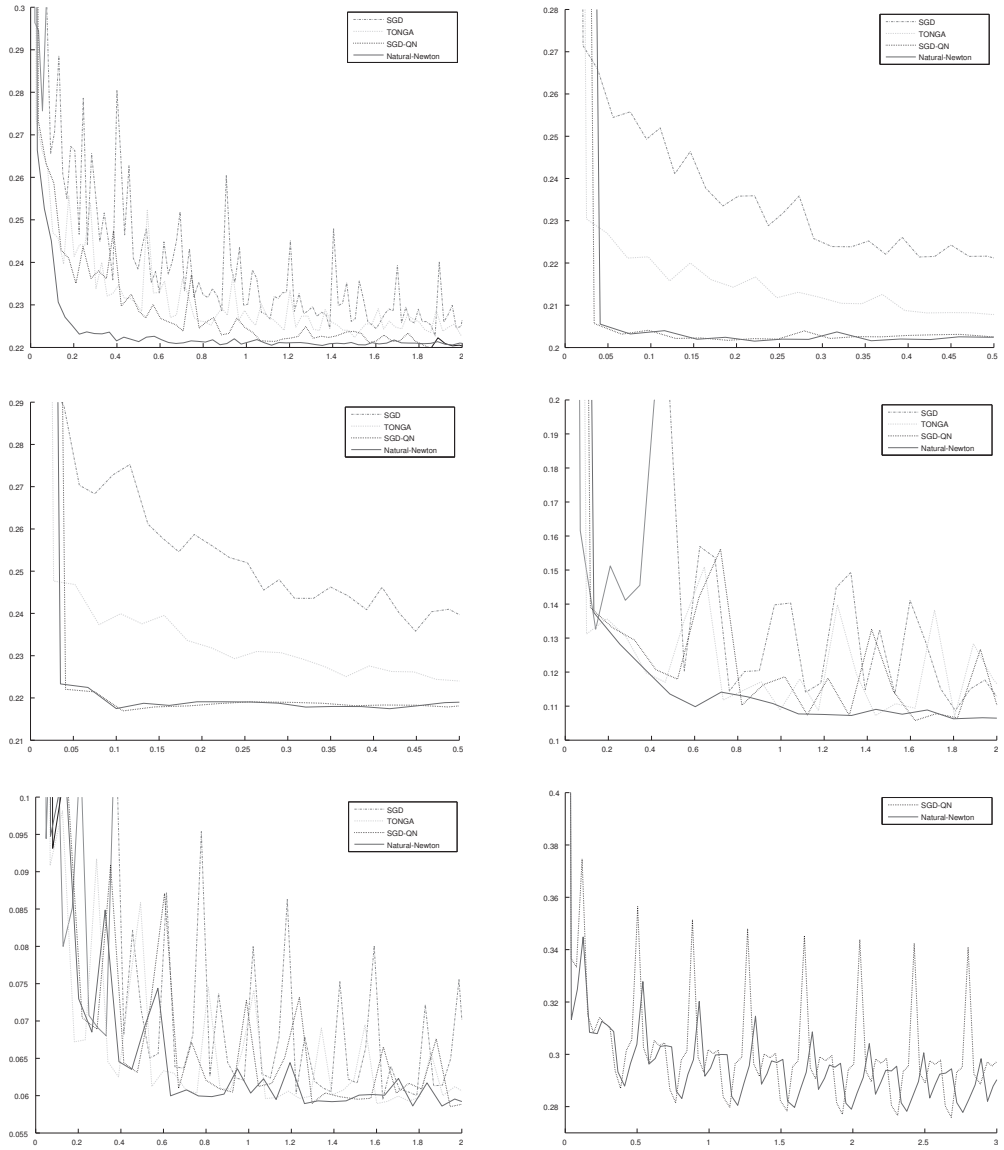 0.3
0.29
0.28
0.27
0.26
0.25
0.24
0.23
0.22
0 0.2 0.4 0.6 0.8 1 1.2 1.4 1.6 1.8 2
SGD
TONGA
SGD-QN
Natural-Newton
0.28
0.27
0.26
0.25
0.24
0.23
0.22
0.21
0.2
0 0.05 0.1 0.15 0.2 0.25 0.3 0.35 0.4 0.45 0.5
SGD
TONGA
SGD-QN
Natural-Newton
0.29
0.28
0.27
0.26
0.25
0.24
0.23
0.22
0.21
0 0.05 0.1 0.15 0.2 0.25 0.3 0.35 0.4 0.45 0.5
SGD
TONGA
SGD-QN
Natural-Newton
0.2
0.19
0.18
0.17
0.16
0.15
0.14
0.13
0.12
0.11
0.1
0 0.2 0.4 0.6 0.8 1 1.2 1.4 1.6 1.8 2
SGD
TONGA
SGD-QN
Natural-Newton
0.1
0.095
0.09
0.085
0.08
0.075
0.07
0.065
0.06
0.055
0 0.2 0.4 0.6 0.8 1 1.2 1.4 1.6 1.8 2
SGD
TONGA
SGD-QN
Natural-Newton
0.4
0.38
0.36
0.34
0.32
0.3
0.28
0 0.5 1 1.5 2 2.5 3
SGD-QN
Natural-Newton